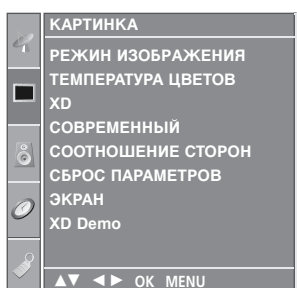 КАРТИНКА
РЕЖИН ИЗОБРАЖЕНИЯ
ТЕМПЕРАТУРА ЦВЕТОВ
XD
СОВРЕМЕННЫЙ
СООТНОШЕНИЕ СТОРОН
СБРОС ПАРАМЕТРОВ
ЭКРАН
XD Demo
▲▼ ◄► OK MENU